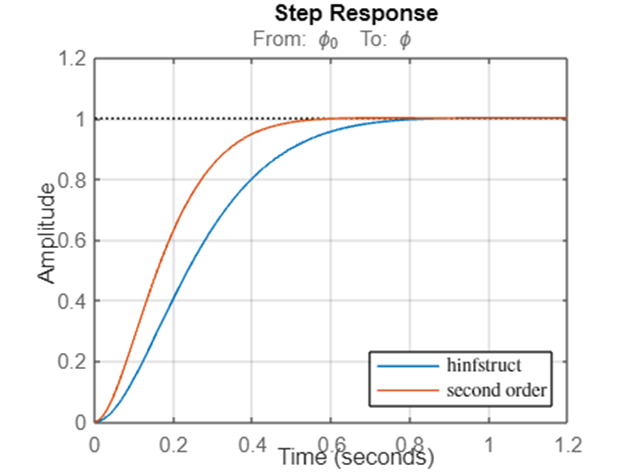 Step Response
From: ϕ₀ To: ϕ
Amplitude
1.2
1
0.8
0.6
0.4
0.2
0
0 0.2 0.4 0.6 0.8 1 1.2
Time (seconds)
hinfstruct
second order